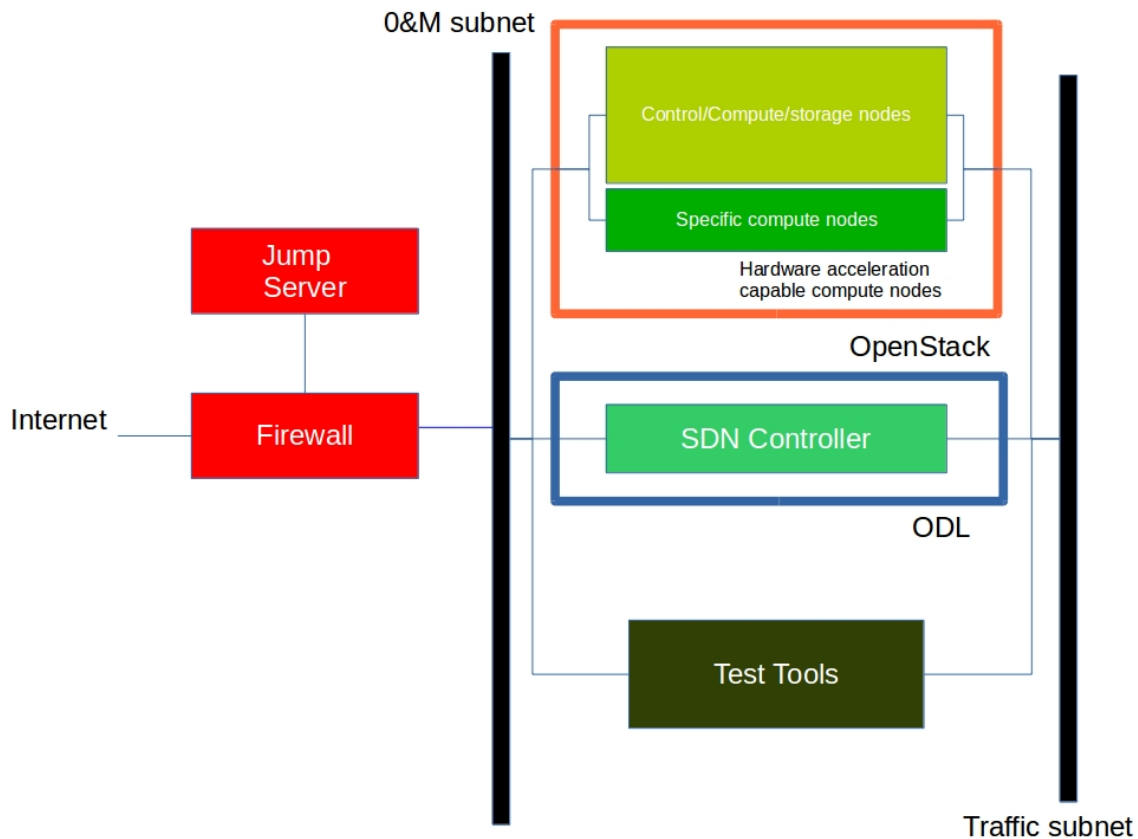 0&M subnet
Control/Compute/storage nodes
Specific compute nodes
Hardware acceleration
capable compute nodes
OpenStack
Jump
Server
Internet
Firewall
SDN Controller
ODL
Test Tools
Traffic subnet